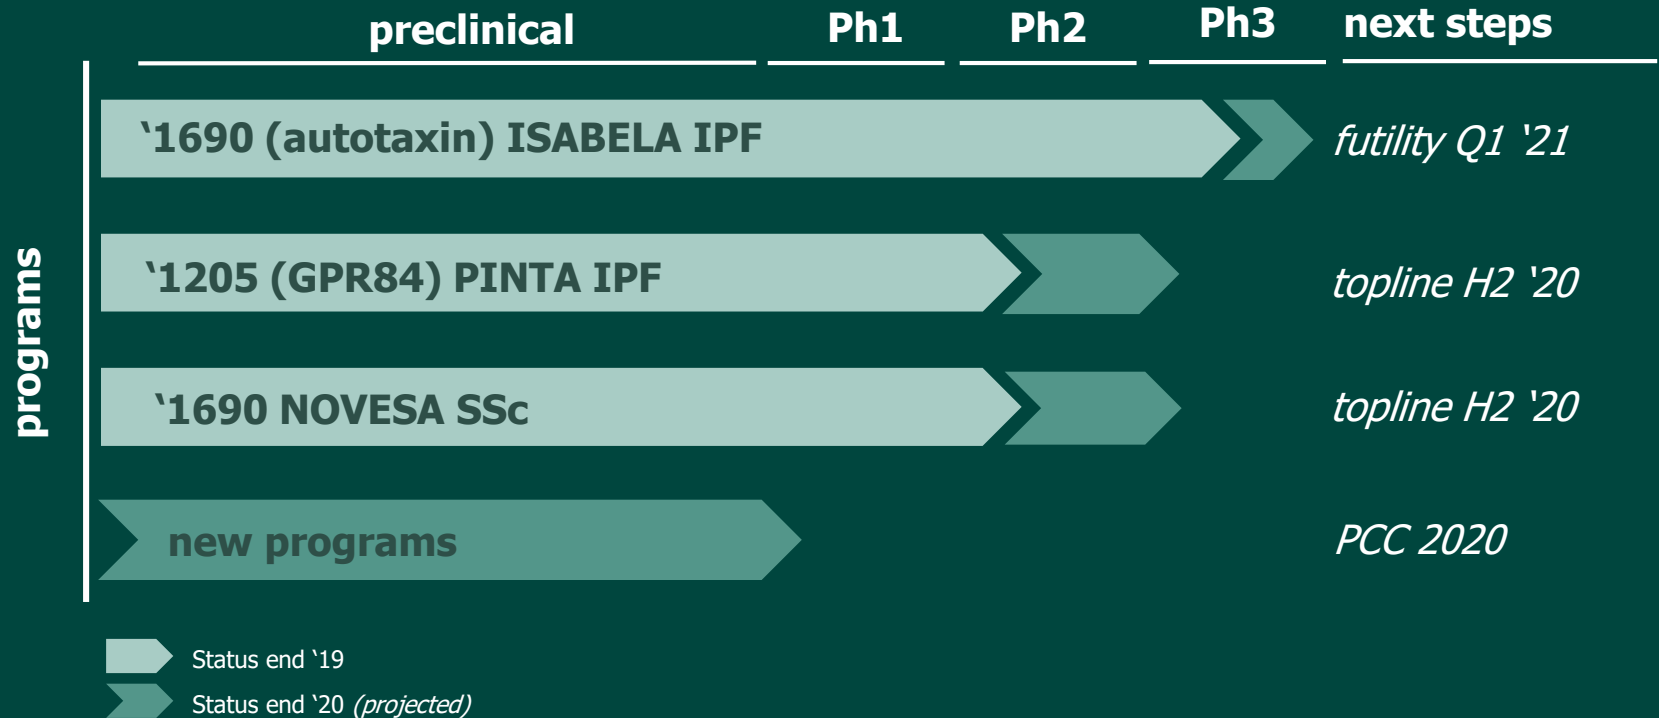 preclinical Ph1 Ph2 Ph3 next steps
programs
‘1690 (autotaxin) ISABELA IPF futility Q1 ‘21
‘1205 (GPR84) PINTA IPF topline H2 ‘20
‘1690 NOVESA SSc topline H2 ‘20
new programs PCC 2020
Status end ‘19
Status end ‘20 (projected)